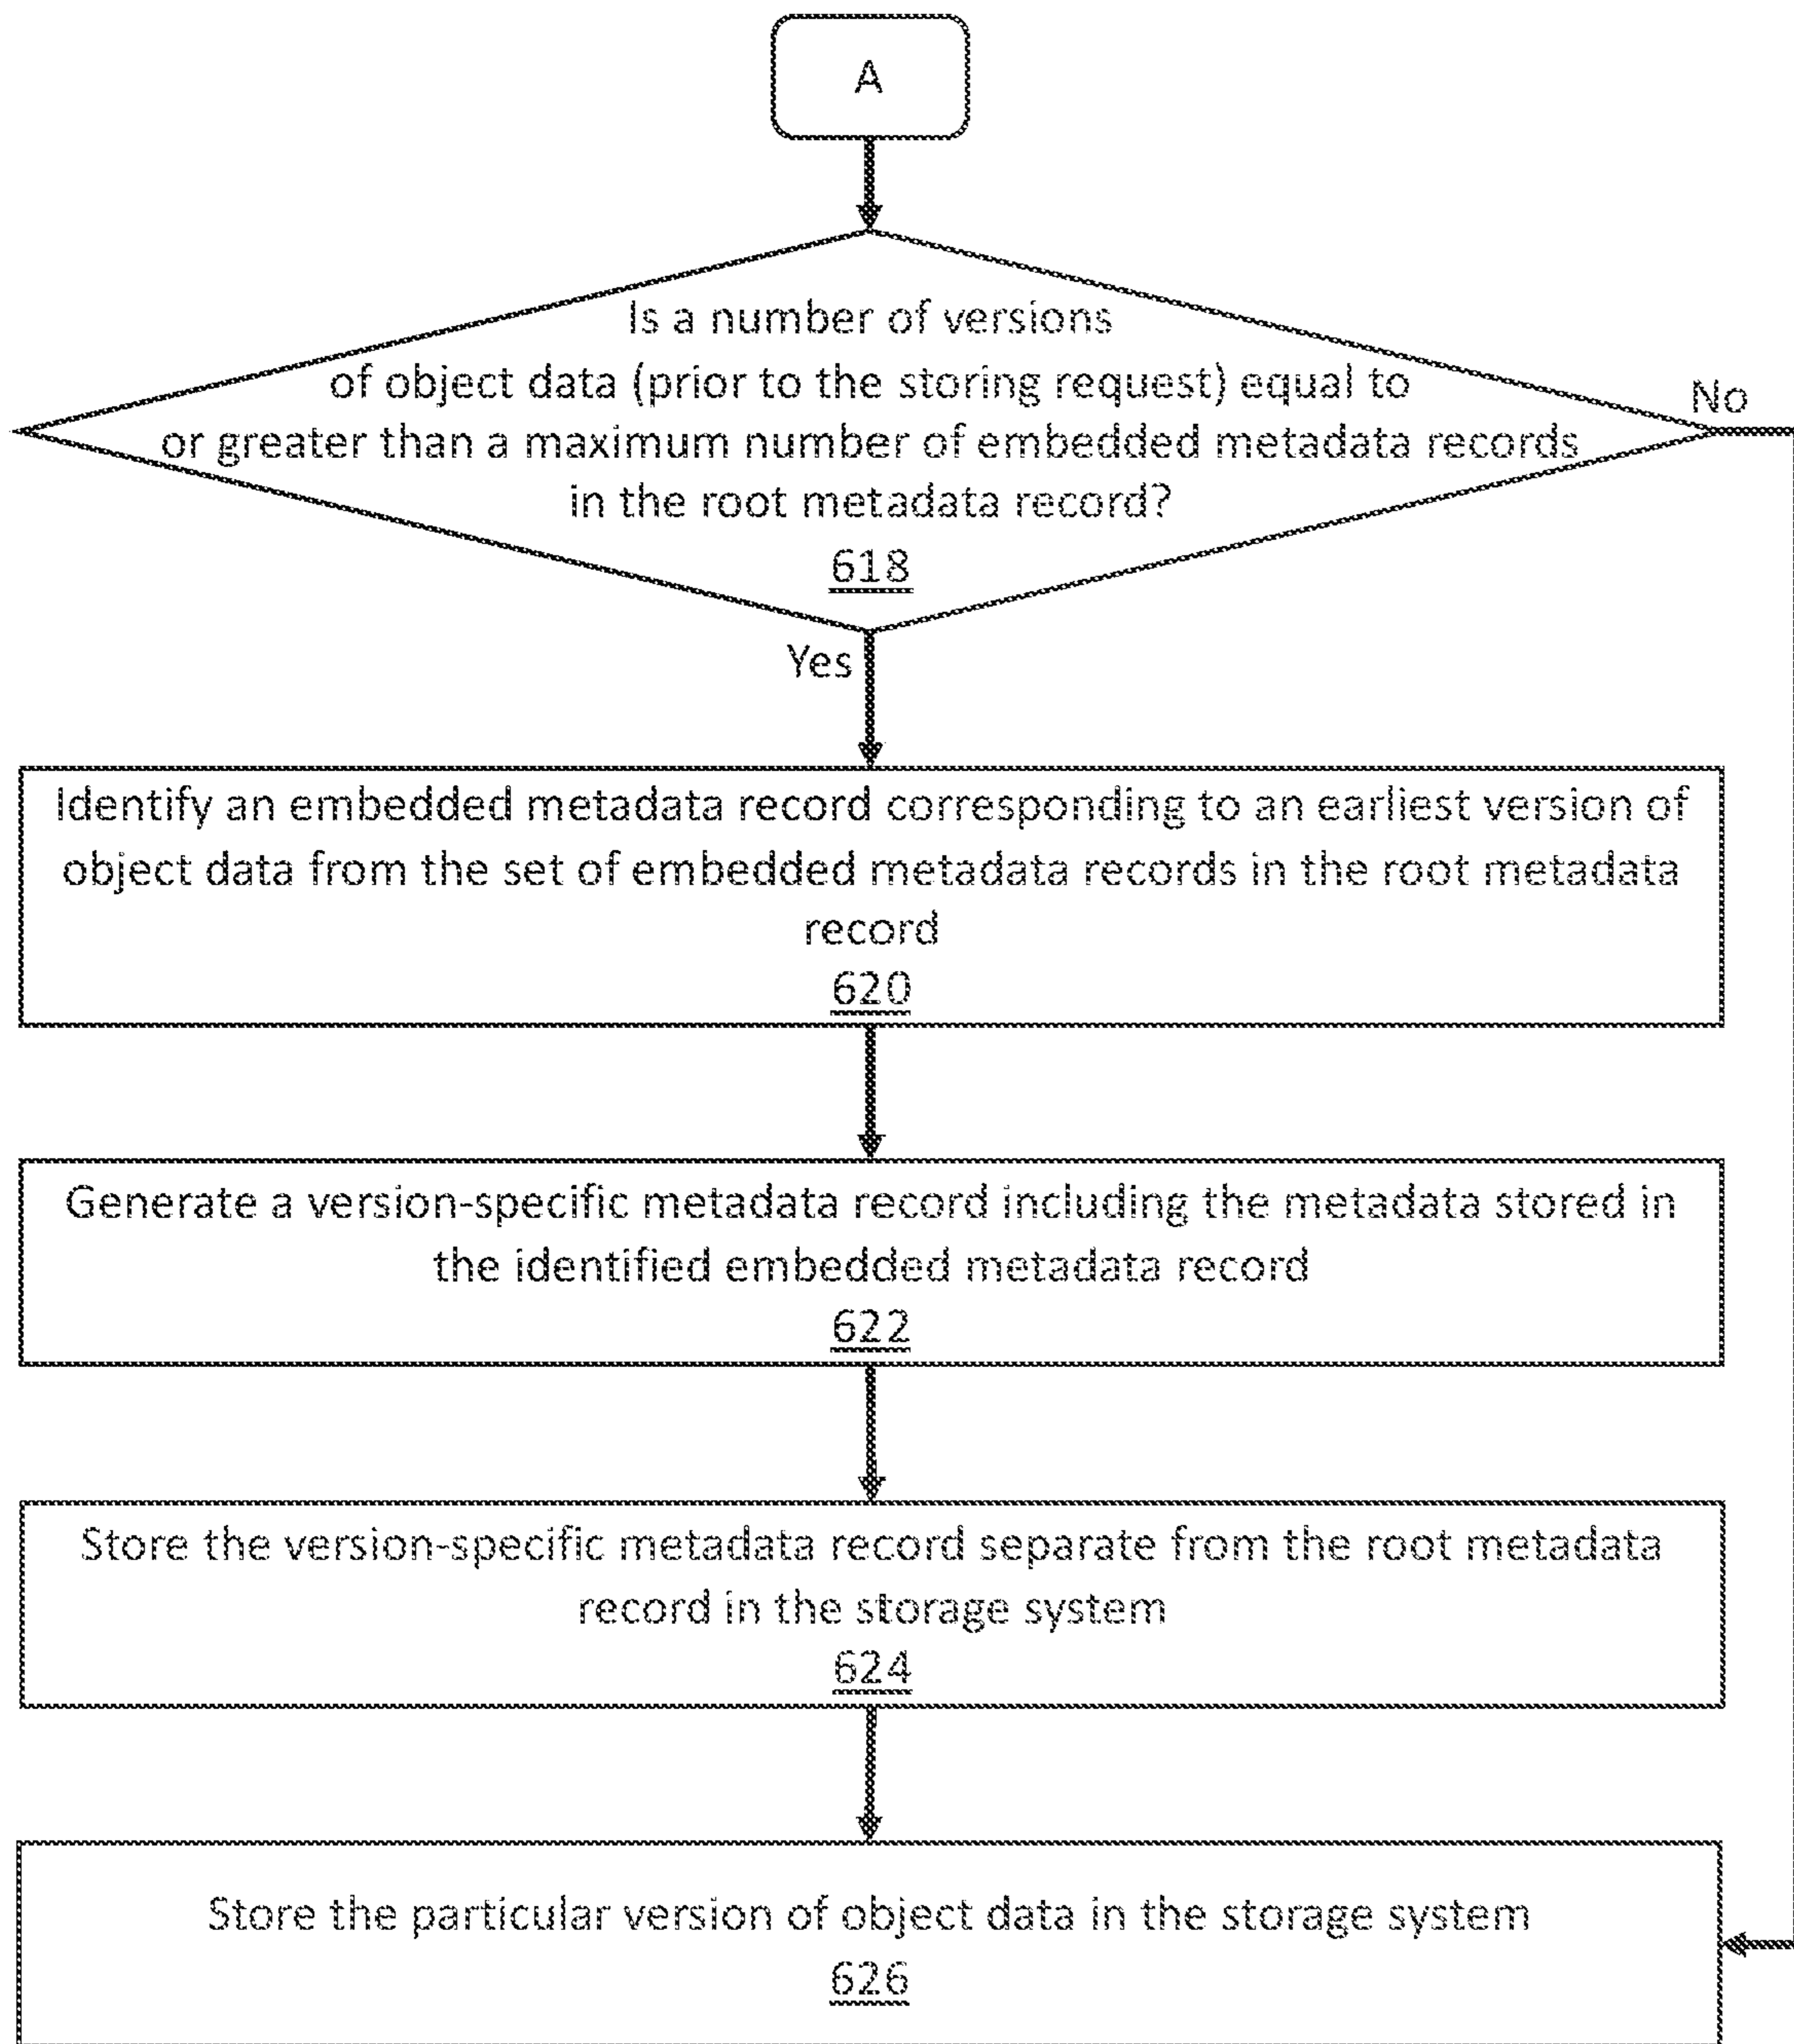 A
Is a number of versions
of object data (prior to the storing request) equal to
or greater than a maximum number of embedded metadata records
in the root metadata record?
618
No
Yes
Identify an embedded metadata record corresponding to an earliest version of
object data from the set of embedded metadata records in the root metadata
record
620
Generate a version-specific metadata record including the metadata stored in
the identified embedded metadata record
622
Store the version-specific metadata record separate from the root metadata
record in the storage system
624
Store the particular version of object data in the storage system
626